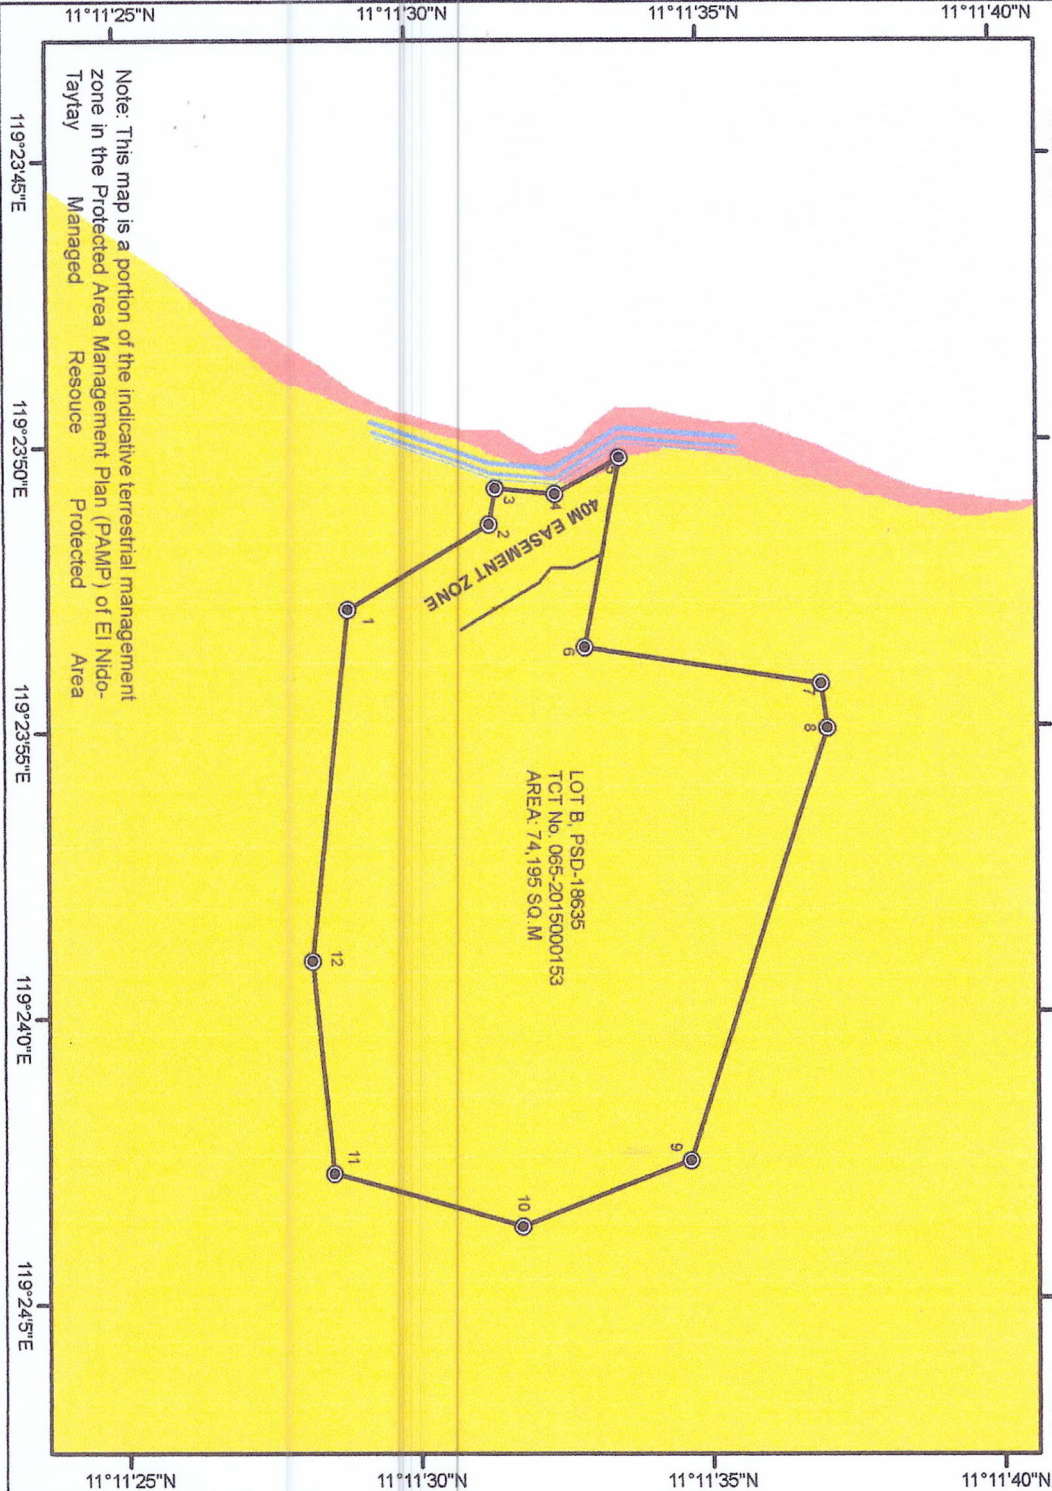 11°11'25"N
11°11'30"N
11°11'35"N
11°11'40"N
119°23'45"E
119°23'50"E
119°23'55"E
119°24'0"E
119°24'5"E
Note: This map is a portion of the indicative terrestrial management
zone in the Protected Area Management Plan (PAMP) of El Nido-
Taytay Managed Resouce Protected Area
40M EASEMENT ZONE
LOT B, PSD-18635
TCT No. 065-2015000153
AREA: 74,195 SQ.M
1
2
3
4
5
6
7
8
9
10
11
12
11°11'25"N
11°11'30"N
11°11'35"N
11°11'40"N